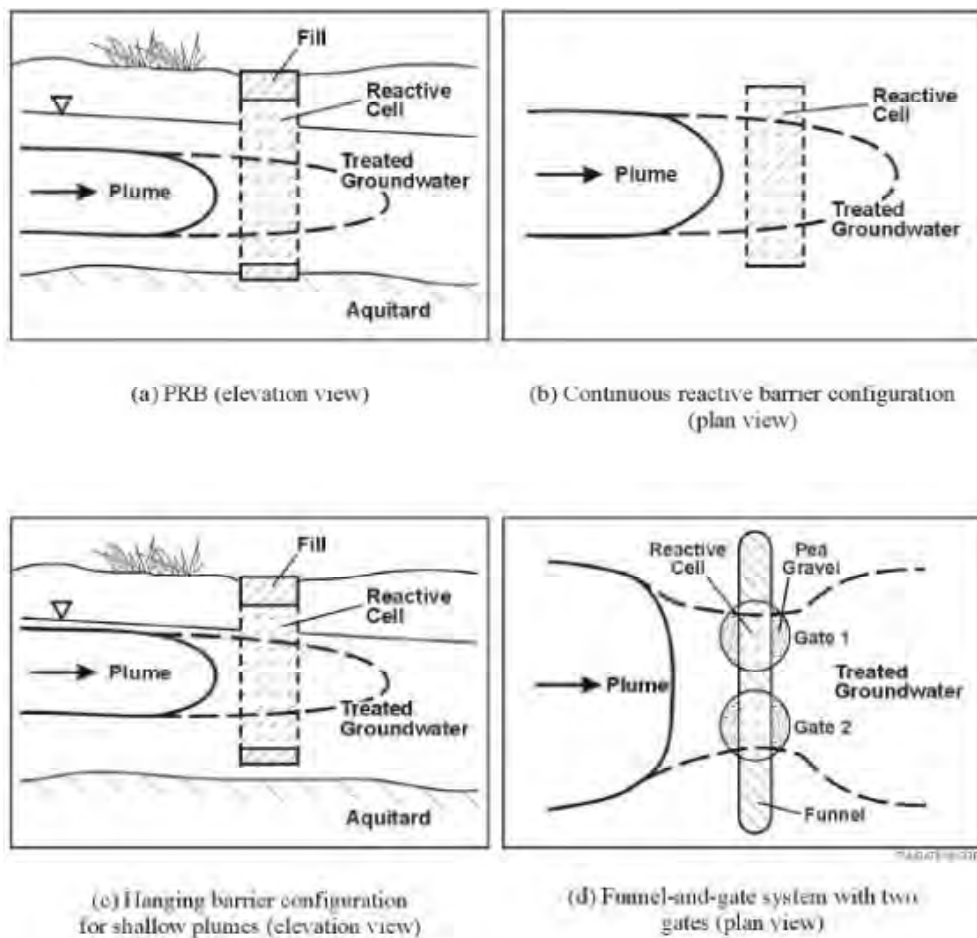 Fill
Reactive
Cell
Treated
Groundwater
Plume
Aquitard
(a) PRB (elevation view)
Reactive
Cell
Plume
Treated
Groundwater
(b) Continuous reactive barrier configuration
(plan view)
Fill
Reactive
Cell
Plume
Treated
Groundwater
Aquitard
(c) Hanging barrier configuration
for shallow plumes (elevation view)
Reactive
Cell
Pea
Gravel
Gate 1
Plume
Treated
Groundwater
Gate 2
Funnel
(d) Funnel-and-gate system with two
gates (plan view)